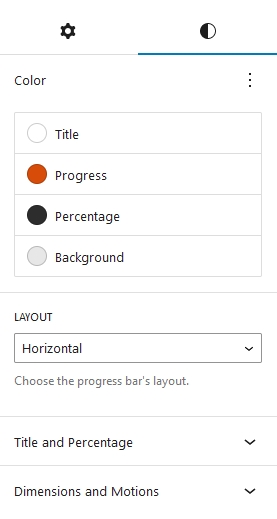 Color
Title
Progress
Percentage
Background
LAYOUT
Horizontal
Choose the progress bar's layout.
Title and Percentage
Dimensions and Motions